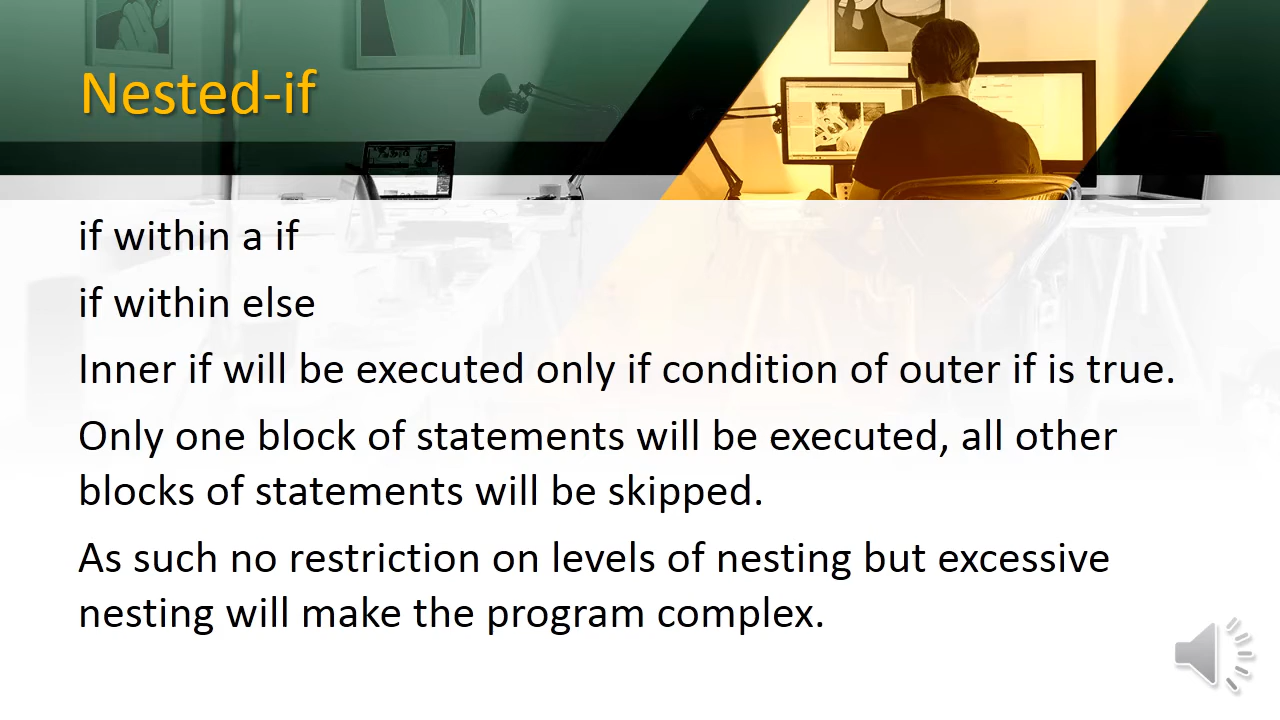 Nested-if
if within a if
if within else
Inner if will be executed only if condition of outer if is true.
Only one block of statements will be executed, all other
blocks of statements will be skipped.
As such no restriction on levels of nesting but excessive
nesting will make the program complex.